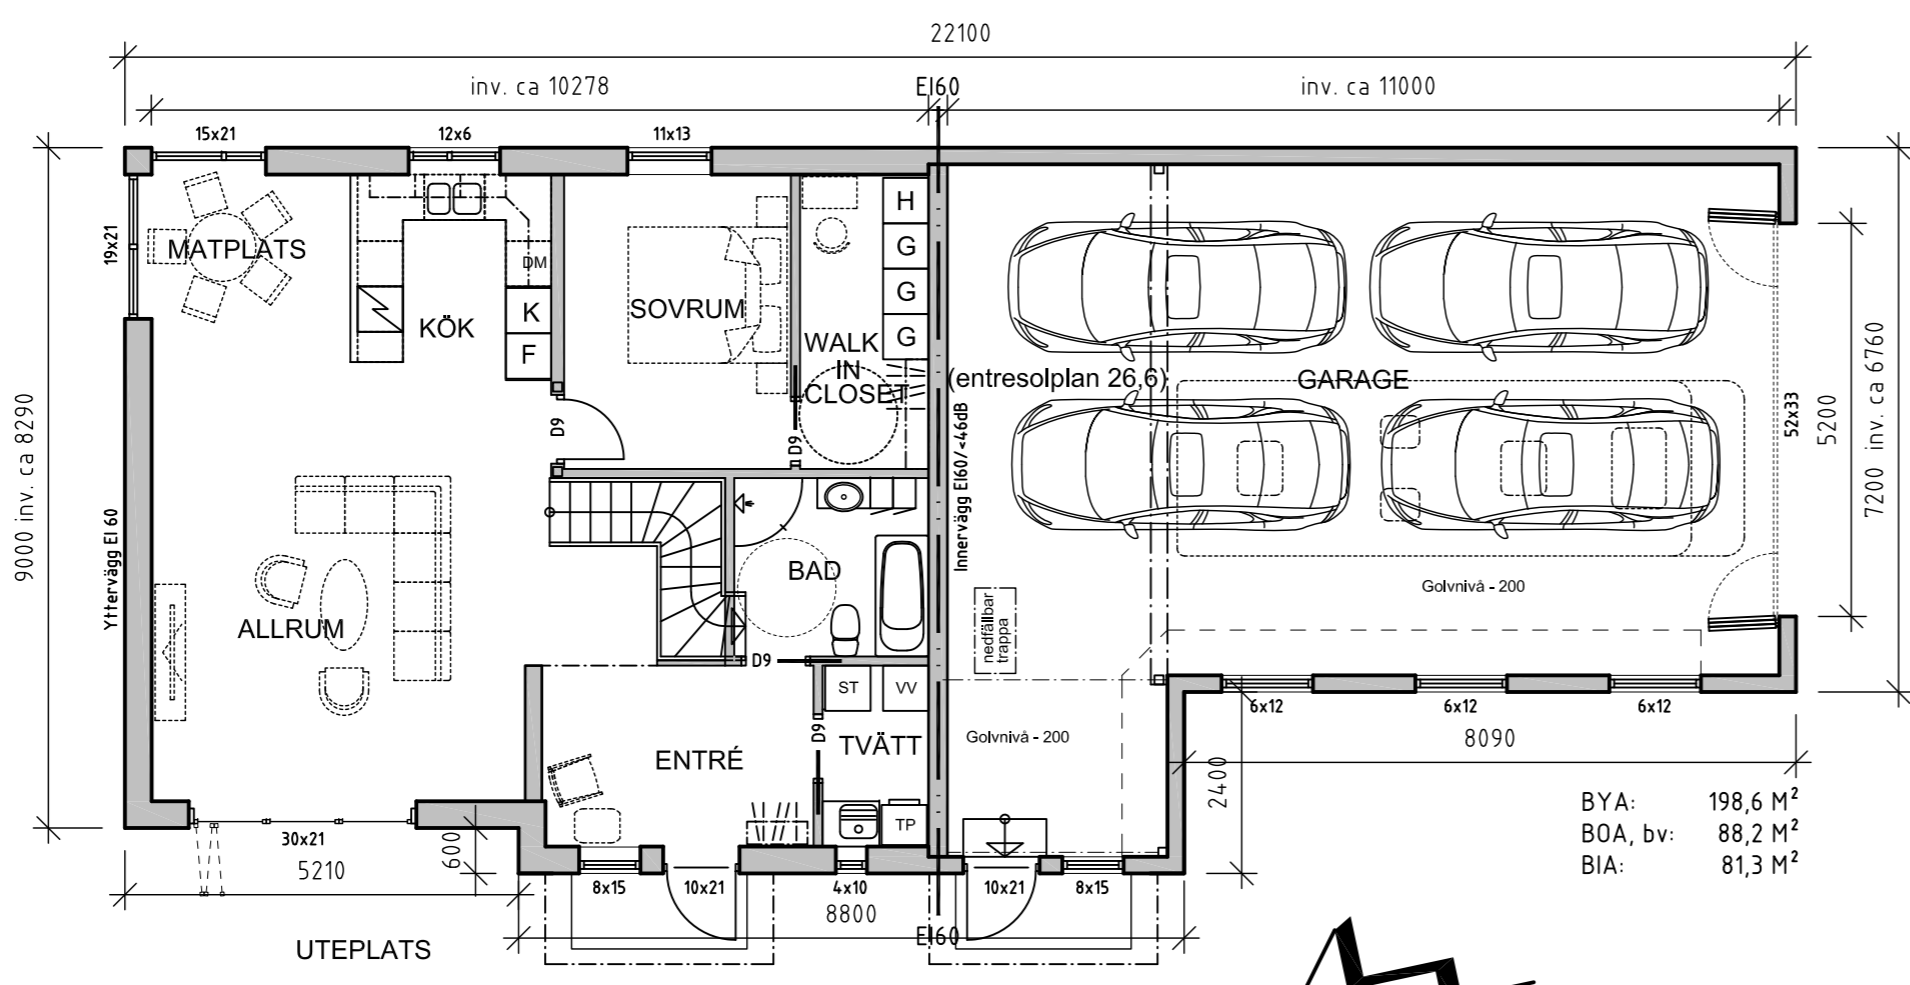 22100
inv. ca 10278
EI60
inv. ca 11000
15x21
12x6
11x13
19x21
MATPLATS
DM
K
F
KÖK
SOVRUM
H
G
G
G
WALK
IN
CLOSET
D9
D9
(entresolplan 26,6)
GARAGE
Innervägg EI60/<46dB
52x33
5200
7200 inv. ca 6760
9000 inv. ca 8290
Yttervägg EI 60
ALLRUM
BAD
nedfällbar
trappa
Golvnivå - 200
D9
ST
VV
D9
TVÄTT
ENTRÉ
TP
Golvnivå - 200
6x12
6x12
6x12
8090
2400
30x21
5210
600
8x15
10x21
4x10
8800
10x21
8x15
EI60
UTEPLATS
BYA: 198,6 M²
BOA, bv: 88,2 M²
BIA: 81,3 M²